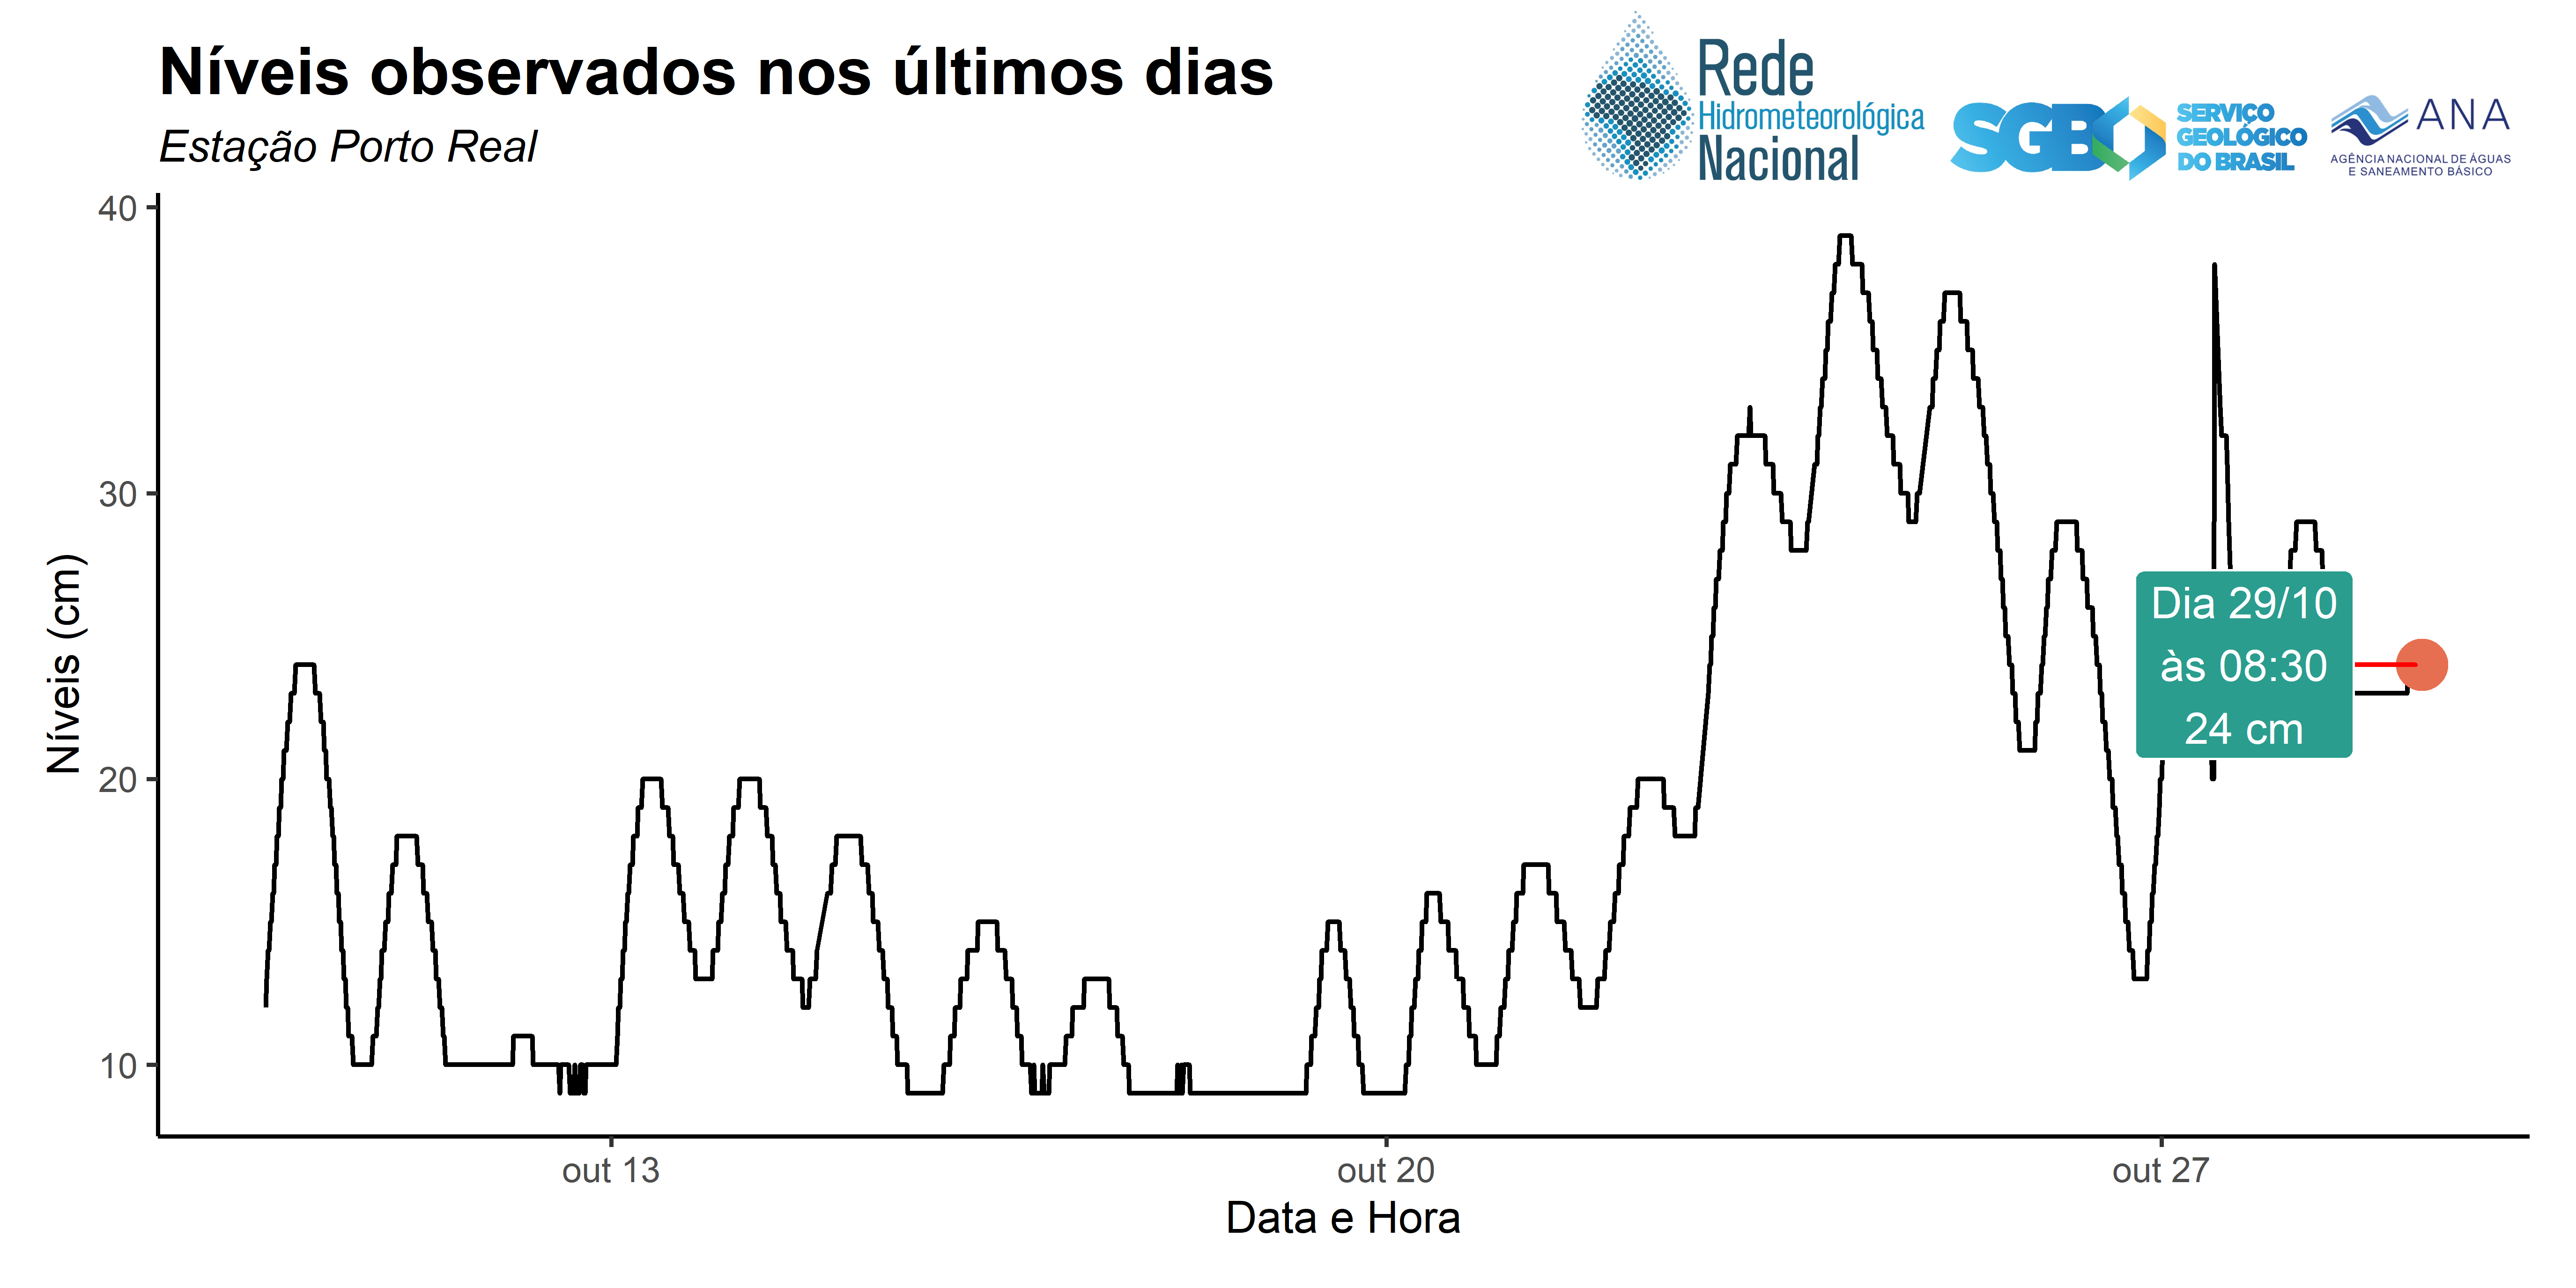 Níveis observados nos últimos dias
Estação Porto Real
Rede
Hidrometeorológica
Nacional
SGB
SERVIÇO
GEOLÓGICO
DO BRASIL
ANA
AGÊNCIA NACIONAL DE ÁGUAS
E SANEAMENTO BÁSICO
Níveis (cm)
40
30
20
10
Dia 29/10
às 08:30
24 cm
out 13
out 20
out 27
Data e Hora